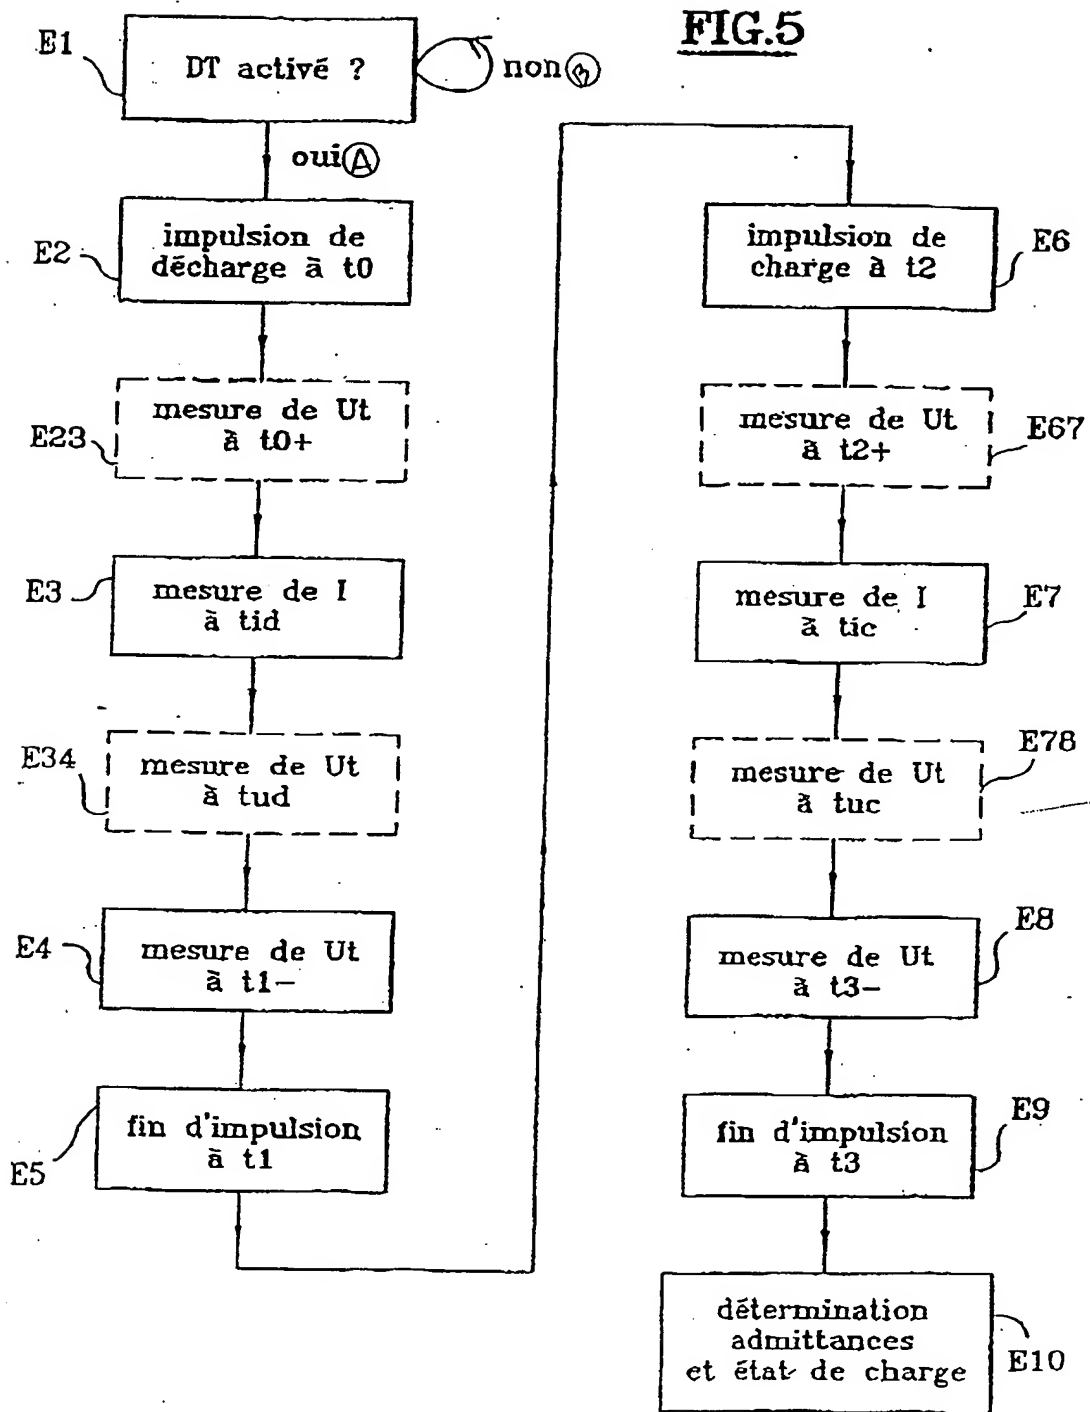 FIG.5
E1
DT activé ?
non Ⓑ
oui Ⓐ
E2
impulsion de
décharge à t0
E23
mesure de Ut
à t0+
E3
mesure de I
à tid
E34
mesure de Ut
à tud
E4
mesure de Ut
à t1-
E5
fin d'impulsion
à t1
E6
impulsion de
charge à t2
E67
mesure de Ut
à t2+
E7
mesure de I
à tic
E78
mesure de Ut
à tuc
E8
mesure de Ut
à t3-
E9
fin d'impulsion
à t3
E10
détermination
admittances
et état de charge